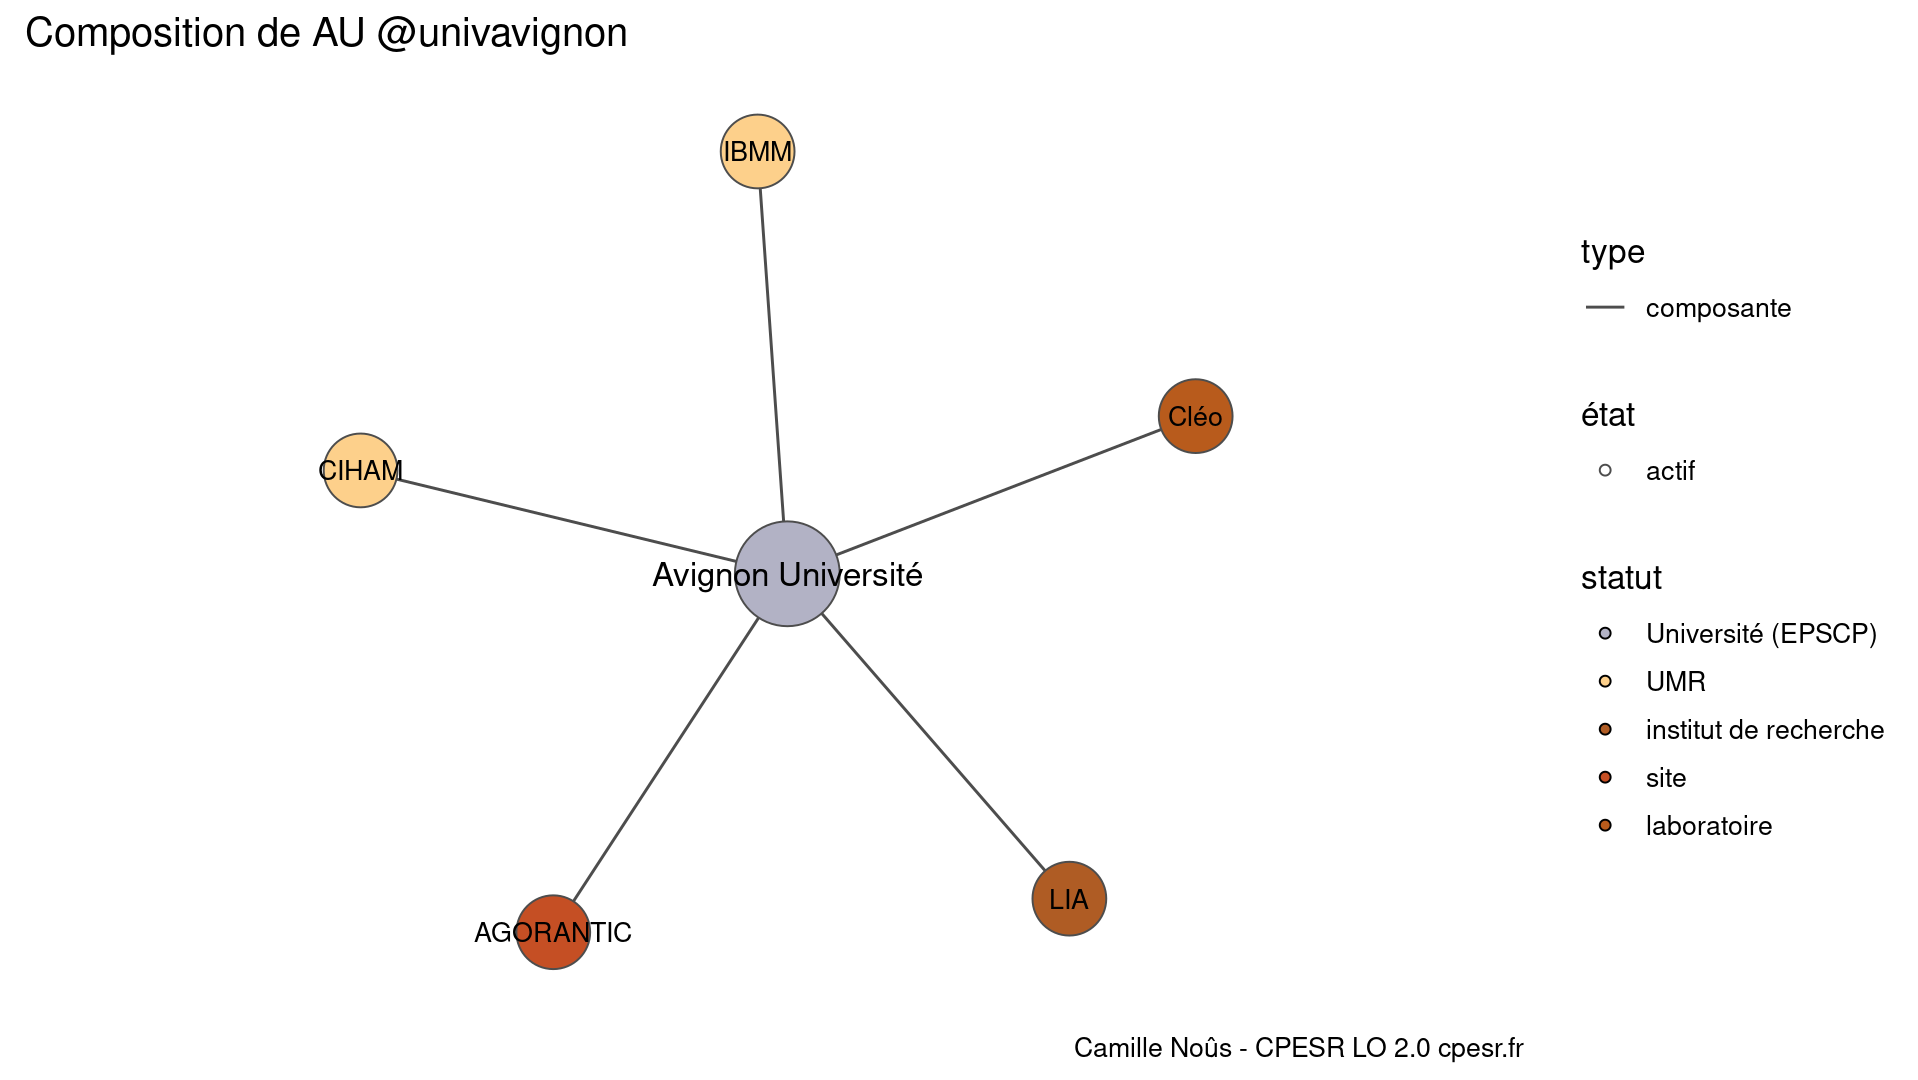 Composition de AU @univavignon
IBMM
Cléo
CIHAM
Avignon Université
LIA
AGORANTIC
type
composante
état
actif
statut
Université (EPSCP)
UMR
institut de recherche
site
laboratoire
Camille Noûs - CPESR LO 2.0 cpesr.fr